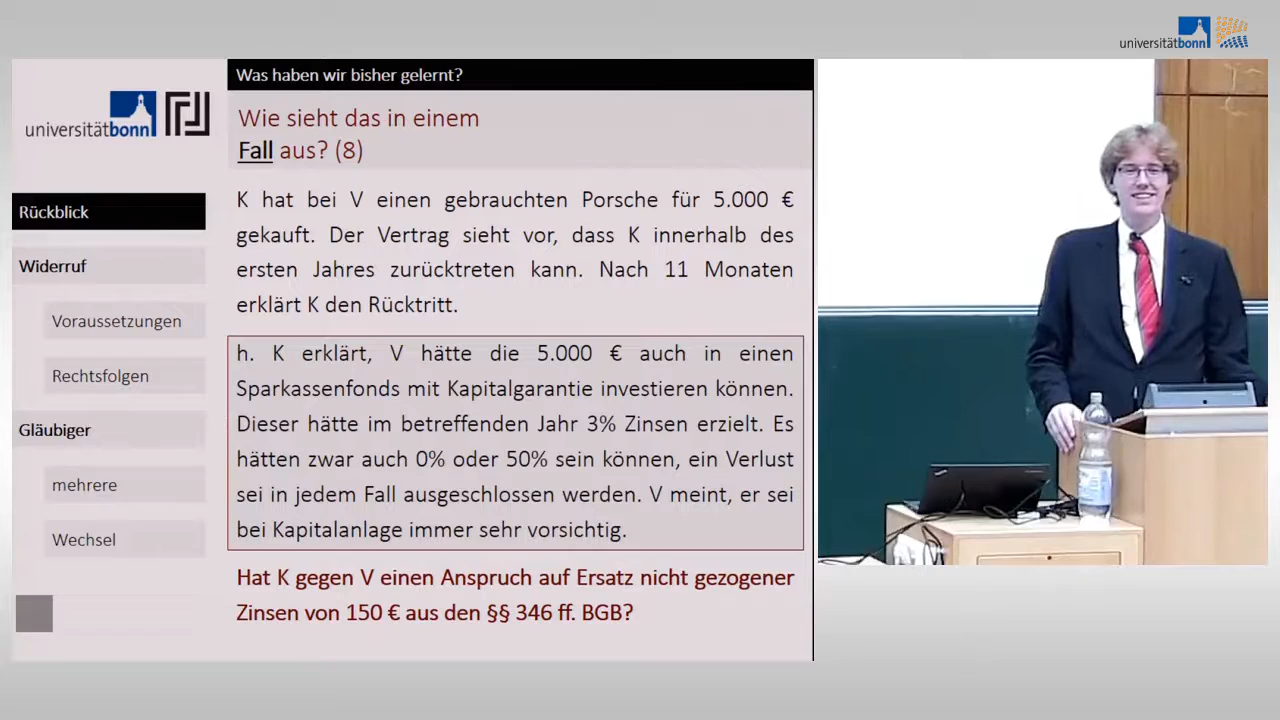 universitätbonn
Was haben wir bisher gelernt?
universitätbonn
Wie sieht das in einem
Fall aus? (8)
Rückblick
Widerruf
Voraussetzungen
Rechtsfolgen
Gläubiger
mehrere
Wechsel
K hat bei V einen gebrauchten Porsche für 5.000 €
gekauft. Der Vertrag sieht vor, dass K innerhalb des
ersten Jahres zurücktreten kann. Nach 11 Monaten
erklärt K den Rücktritt.
h. K erklärt, V hätte die 5.000 € auch in einen
Sparkassenfonds mit Kapitalgarantie investieren können.
Dieser hätte im betreffenden Jahr 3% Zinsen erzielt. Es
hätten zwar auch 0% oder 50% sein können, ein Verlust
sei in jedem Fall ausgeschlossen werden. V meint, er sei
bei Kapitalanlage immer sehr vorsichtig.
Hat K gegen V einen Anspruch auf Ersatz nicht gezogener
Zinsen von 150 € aus den §§ 346 ff. BGB?